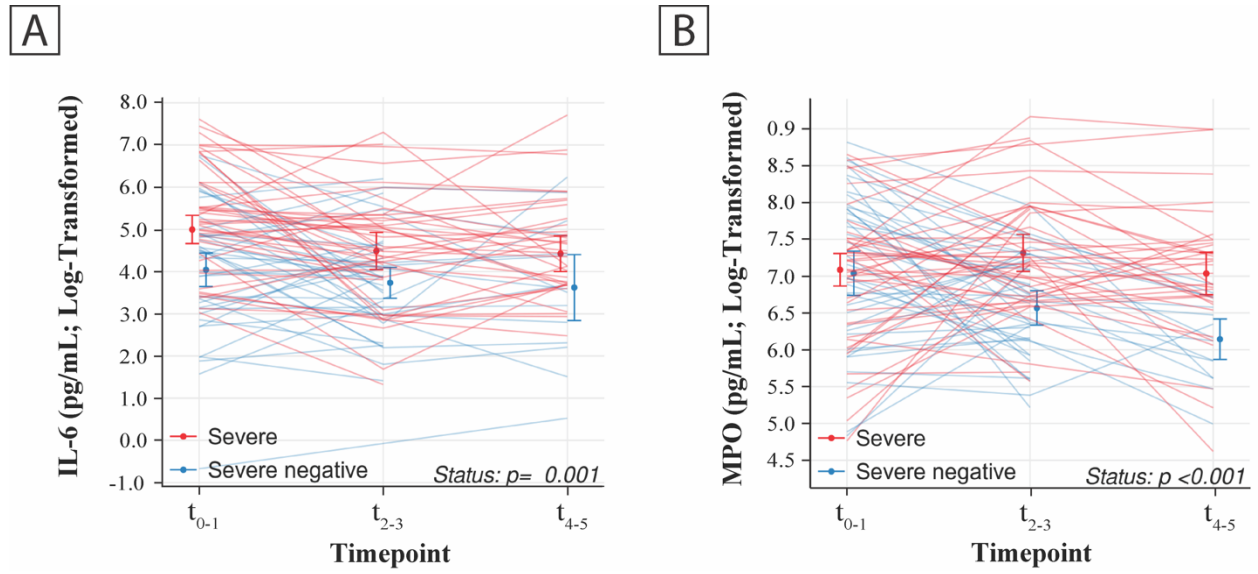 A
B
IL-6 (pg/mL; Log-Transformed)
8.0
7.0
6.0
5.0
4.0
3.0
2.0
1.0
0.0
-1.0
Severe
Severe negative
Status: p= 0.001
t0-1
t2-3
t4-5
Timepoint
MPO (pg/mL; Log-Transformed)
0.9
8.5
8.0
7.5
7.0
6.5
6.0
5.5
5.0
4.5
Severe
Severe negative
Status: p <0.001
t0-1
t2-3
t4-5
Timepoint